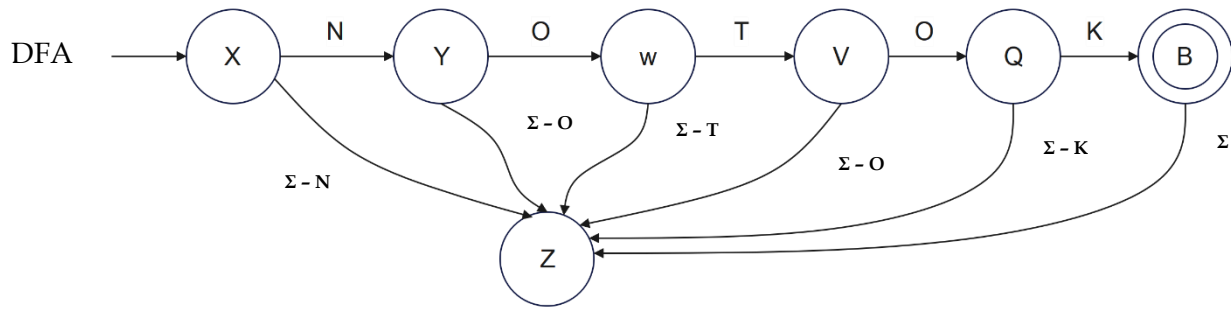 N O T O K
DFA X Y w V Q B
Σ – O Σ – T Σ – O Σ – K Σ
Σ – N
Z